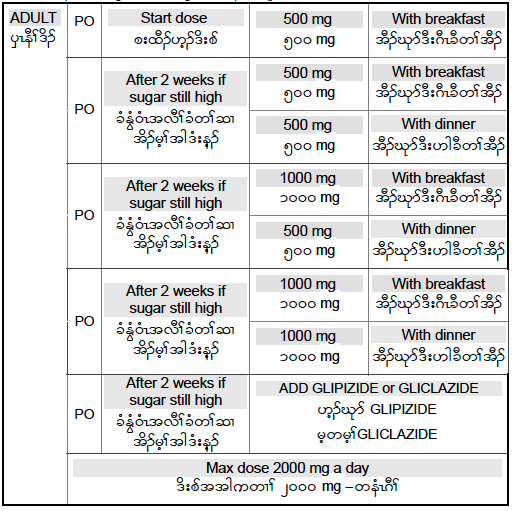 ADULT
ပှၤနီၢ်ဒိၣ်
PO
Start dose
စးထီၣ်ဟ့ၣ်ဒိးစ်
500 mg
၅၀၀ mg
With breakfast
အီၣ်ဃုာ်ဒီးဂီၤခီတၢ်အီၣ်
PO
After 2 weeks if
sugar still high
ခံနွံဝံၤအလီၢ်ခံတၢ်ဆၢ
အိၣ်မ့ၢ်အါဒံးန့ၣ်
500 mg
၅၀၀ mg
With breakfast
အီၣ်ဃုာ်ဒီးဂီၤခီတၢ်အီၣ်
500 mg
၅၀၀ mg
With dinner
အီၣ်ဃုာ်ဒီးဟါခီတၢ်အီၣ်
PO
After 2 weeks if
sugar still high
ခံနွံဝံၤအလီၢ်ခံတၢ်ဆၢ
အိၣ်မ့ၢ်အါဒံးန့ၣ်
1000 mg
၁၀၀၀ mg
With breakfast
အီၣ်ဃုာ်ဒီးဂီၤခီတၢ်အီၣ်
500 mg
၅၀၀ mg
With dinner
အီၣ်ဃုာ်ဒီးဟါခီတၢ်အီၣ်
PO
After 2 weeks if
sugar still high
ခံနွံဝံၤအလီၢ်ခံတၢ်ဆၢ
အိၣ်မ့ၢ်အါဒံးန့ၣ်
1000 mg
၁၀၀၀ mg
With breakfast
အီၣ်ဃုာ်ဒီးဂီၤခီတၢ်အီၣ်
1000 mg
၁၀၀၀ mg
With dinner
အီၣ်ဃုာ်ဒီးဟါခီတၢ်အီၣ်
PO
After 2 weeks if
sugar still high
ခံနွံဝံၤအလီၢ်ခံတၢ်ဆၢ
အိၣ်မ့ၢ်အါဒံးန့ၣ်
ADD GLIPIZIDE or GLICLAZIDE
ဟ့ၣ်ဃုာ် GLIPIZIDE
မ့တမ့ၢ်GLICLAZIDE
Max dose 2000 mg a day
ဒိးစ်အအါကတၢၢ် ၂၀၀၀ mg –တနံၤဂီၢ်